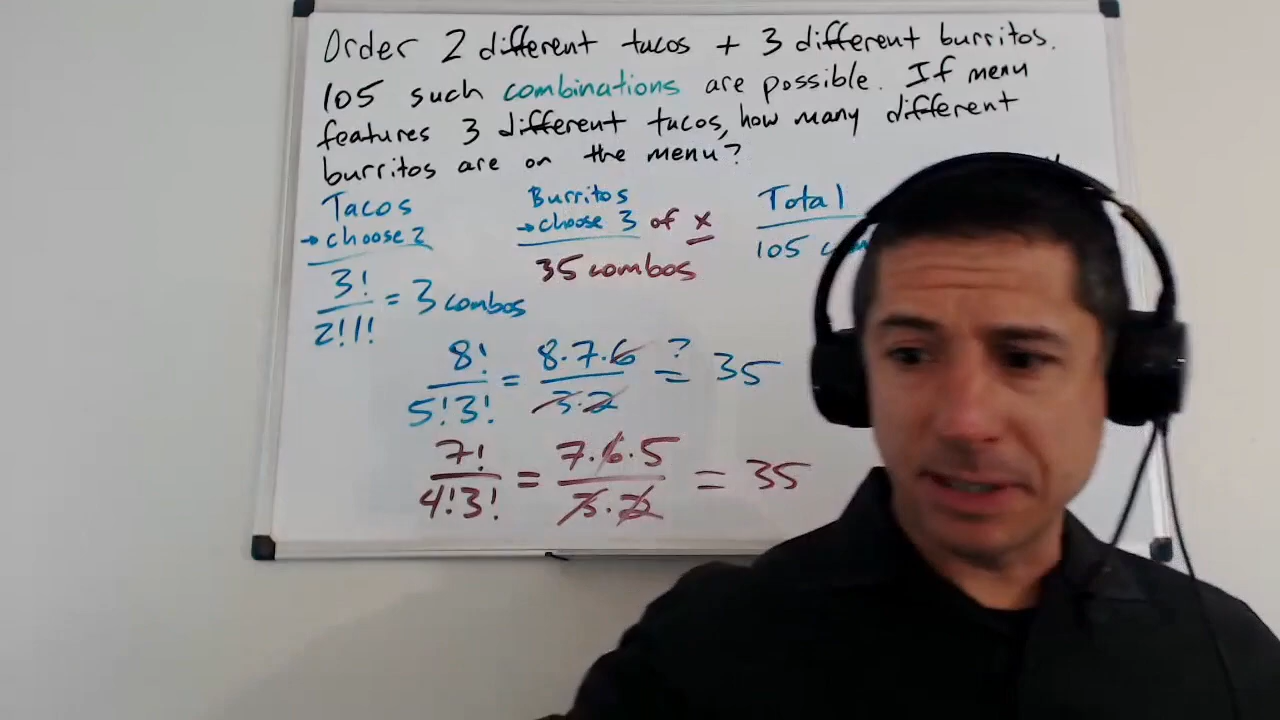 Order 2 different tacos + 3 different burritos.
105 such combinations are possible. If menu
features 3 different tacos, how many different
burritos are on the menu?
Tacos
→ choose 2
3!
2!1!
= 3 combos
Burritos
→ choose 3 of x
35 combos
Total
105
8!
5!3!
= 8·7·6
3·2
?
= 35
7!
4!3!
= 7·6·5
3·2
= 35